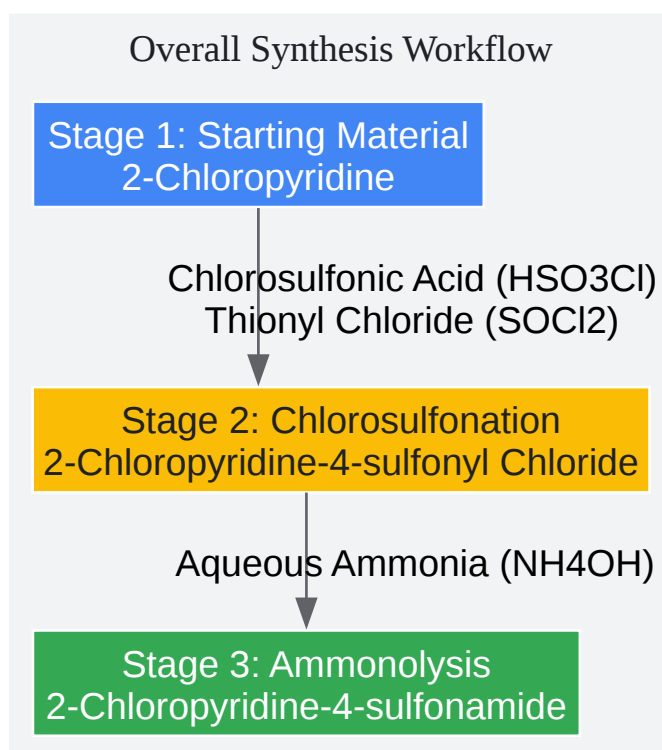 Overall Synthesis Workflow
Stage 1: Starting Material
2-Chloropyridine
Chlorosulfonic Acid (HSO3Cl)
Thionyl Chloride (SOCl2)
Stage 2: Chlorosulfonation
2-Chloropyridine-4-sulfonyl Chloride
Aqueous Ammonia (NH4OH)
Stage 3: Ammonolysis
2-Chloropyridine-4-sulfonamide